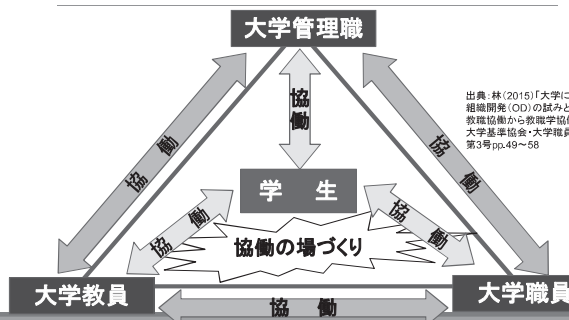 大学管理職
協働
協働
協働
出典:林(2015)「大学に
組織開発(OD)の試みと
教職協働から教職学協働
大学基準協会・大学職員
第3号pp.49~58
学 生
協働
協働
協働の場づくり
大学教員
協 働
大学職員